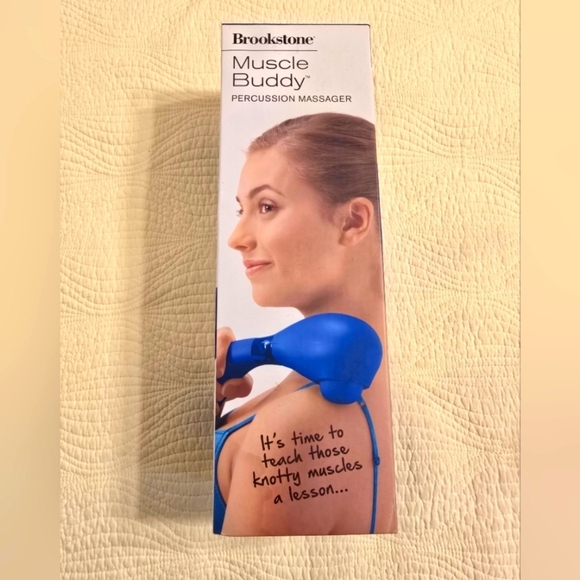 Brookstone®
Muscle
Buddy™
PERCUSSION MASSAGER
It's time to
teach those
knotty muscles
a lesson...